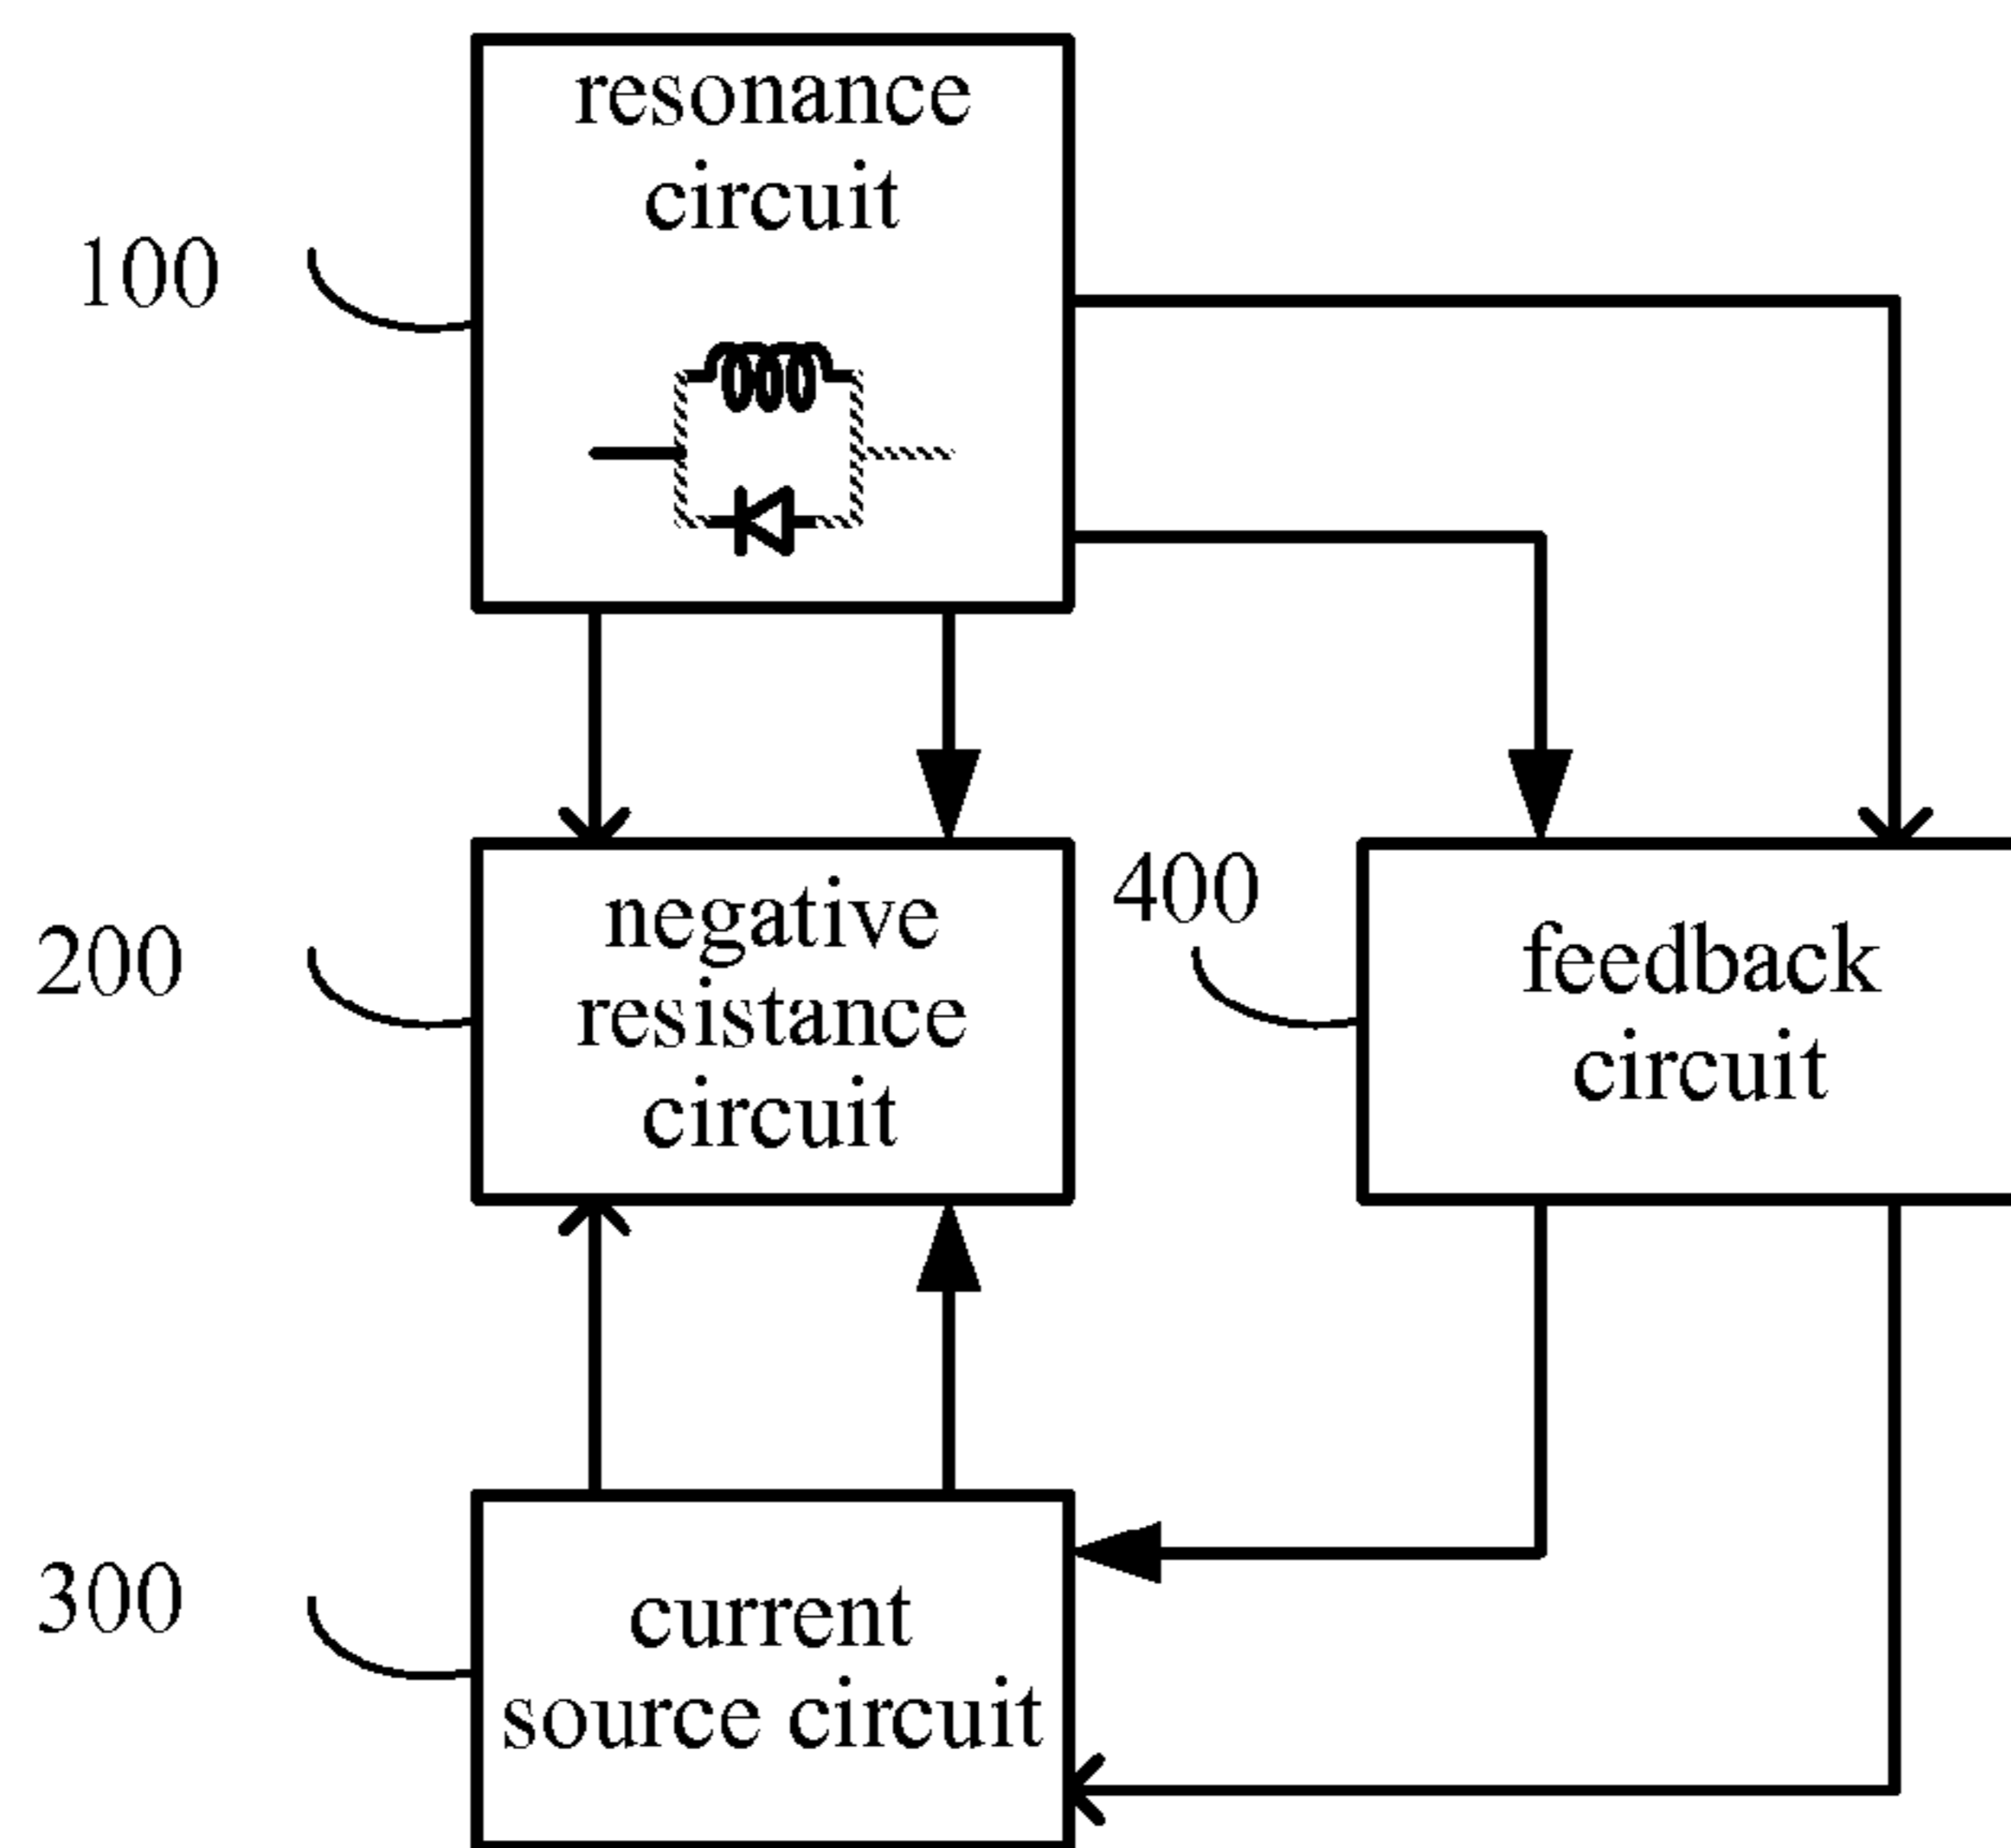 resonance
circuit
100
200
negative
resistance
circuit
400
feedback
circuit
300
current
source circuit